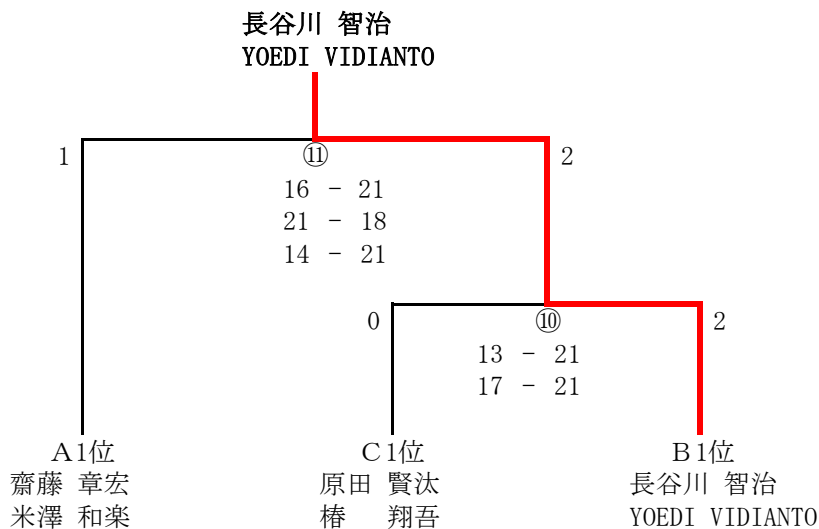 長谷川 智治
YOEDI VIDIANTO
1
⑪
2
16 - 21
21 - 18
14 - 21
0
⑩
2
13 - 21
17 - 21
A1位
齋藤 章宏
米澤 和楽
C1位
原田 賢汰
椿 翔吾
B1位
長谷川 智治
YOEDI VIDIANTO